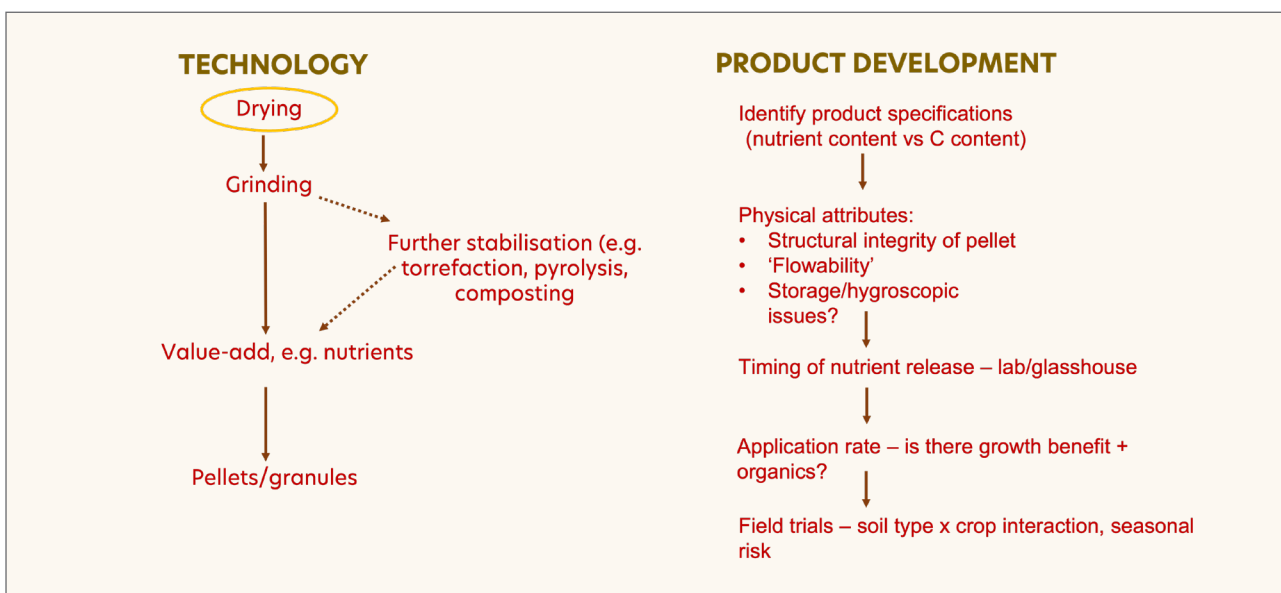 TECHNOLOGY
Drying
Grinding
Further stabilisation (e.g.
torrefaction, pyrolysis,
composting
Value-add, e.g. nutrients
Pellets/granules
PRODUCT DEVELOPMENT
Identify product specifications
(nutrient content vs C content)
Physical attributes:
• Structural integrity of pellet
• ‘Flowability’
• Storage/hygroscopic
issues?
Timing of nutrient release – lab/glasshouse
Application rate – is there growth benefit +
organics?
Field trials – soil type x crop interaction, seasonal
risk